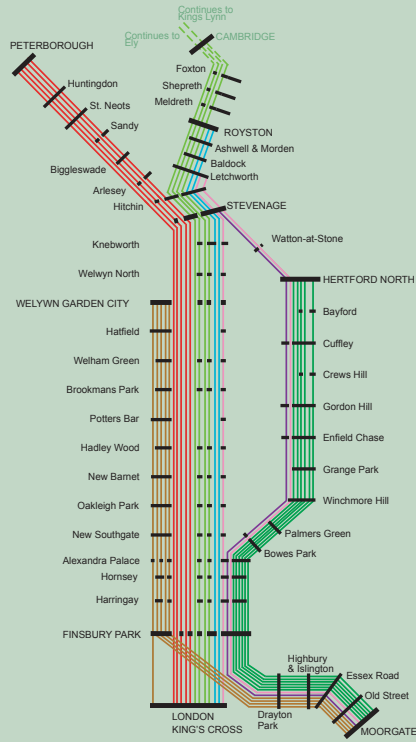 Continues to
Kings Lynn
Continues to
Ely
CAMBRIDGE
PETERBOROUGH
Foxton
Huntingdon
Shepreth
St. Neots
Meldreth
Sandy
ROYSTON
Ashwell & Morden
Biggleswade
Baldock
Arlesey
Letchworth
Hitchin
STEVENAGE
Knebworth
Watton-at-Stone
Welwyn North
HERTFORD NORTH
WELYWN GARDEN CITY
Bayford
Hatfield
Cuffley
Welham Green
Crews Hill
Brookmans Park
Gordon Hill
Potters Bar
Enfield Chase
Hadley Wood
Grange Park
New Barnet
Winchmore Hill
Oakleigh Park
Palmers Green
New Southgate
Bowes Park
Alexandra Palace
Hornsey
Harringay
FINSBURY PARK
Highbury
& Islington
Essex Road
Old Street
LONDON
KING'S CROSS
Drayton
Park
MOORGATE